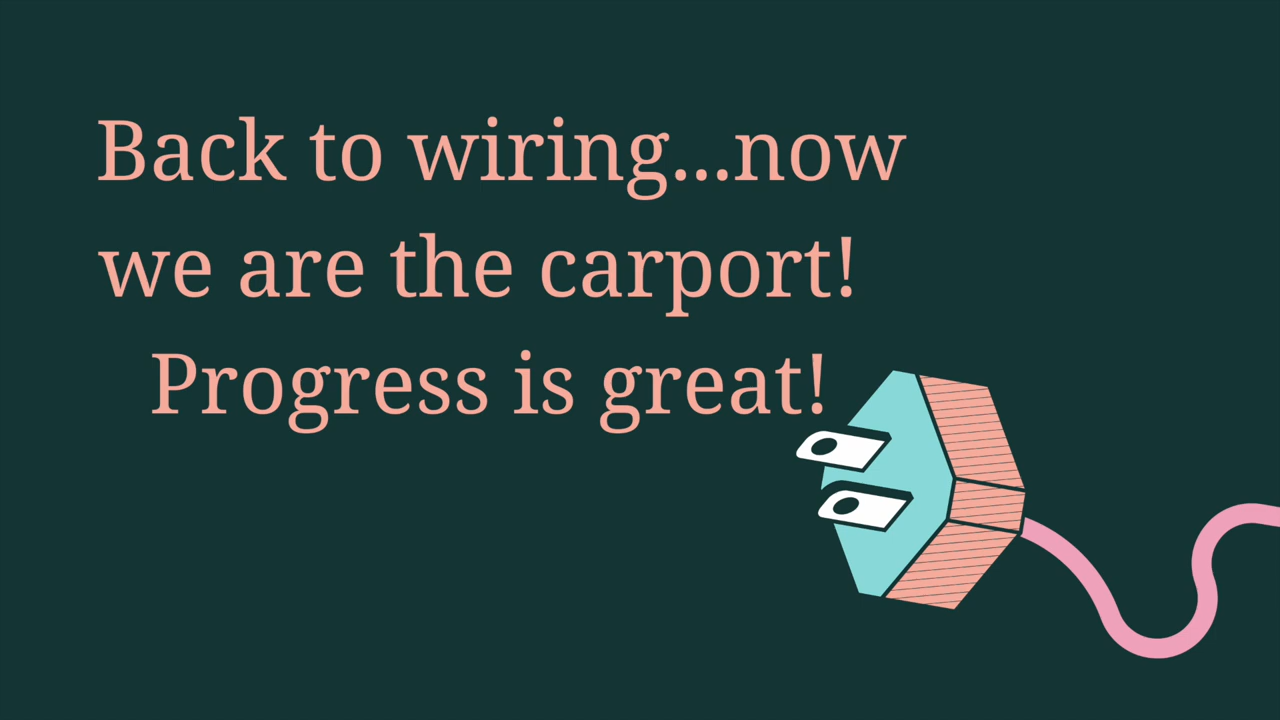 Back to wiring...now
we are the carport!
Progress is great!